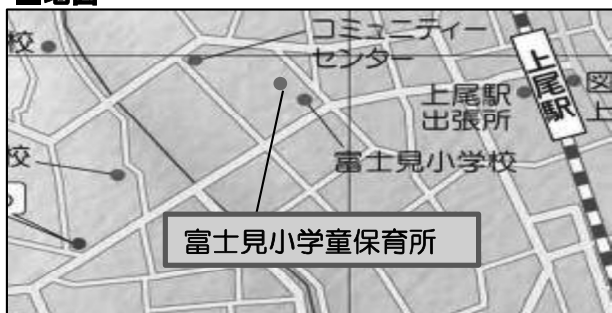 コミュニティー
センター
校
上尾駅
図
上
上尾駅
出張所
富士見小学校
校
富士見小学童保育所